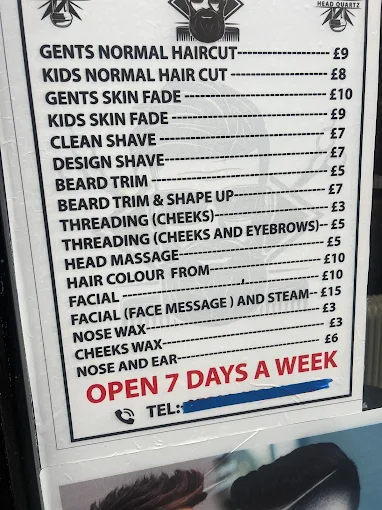 HEAD QUARTZ
GENTS NORMAL HAIRCUT------------------- £9
KIDS NORMAL HAIR CUT-------------------- £8
GENTS SKIN FADE---------------------------- £10
KIDS SKIN FADE------------------------------- £9
CLEAN SHAVE---------------------------------- £7
DESIGN SHAVE--------------------------------- £7
BEARD TRIM------------------------------------ £5
BEARD TRIM & SHAPE UP------------------- £7
THREADING (CHEEKS)----------------------- £3
THREADING (CHEEKS AND EYEBROWS)-- £5
HEAD MASSAGE----------------------------- £5
HAIR COLOUR FROM----------------------- £10
FACIAL ---------------------------------------- £10
FACIAL (FACE MESSAGE ) AND STEAM-- £15
NOSE WAX----------------------------------- £3
CHEEKS WAX--------------------------------- £3
NOSE AND EAR------------------------------ £6
OPEN 7 DAYS A WEEK
TEL:-